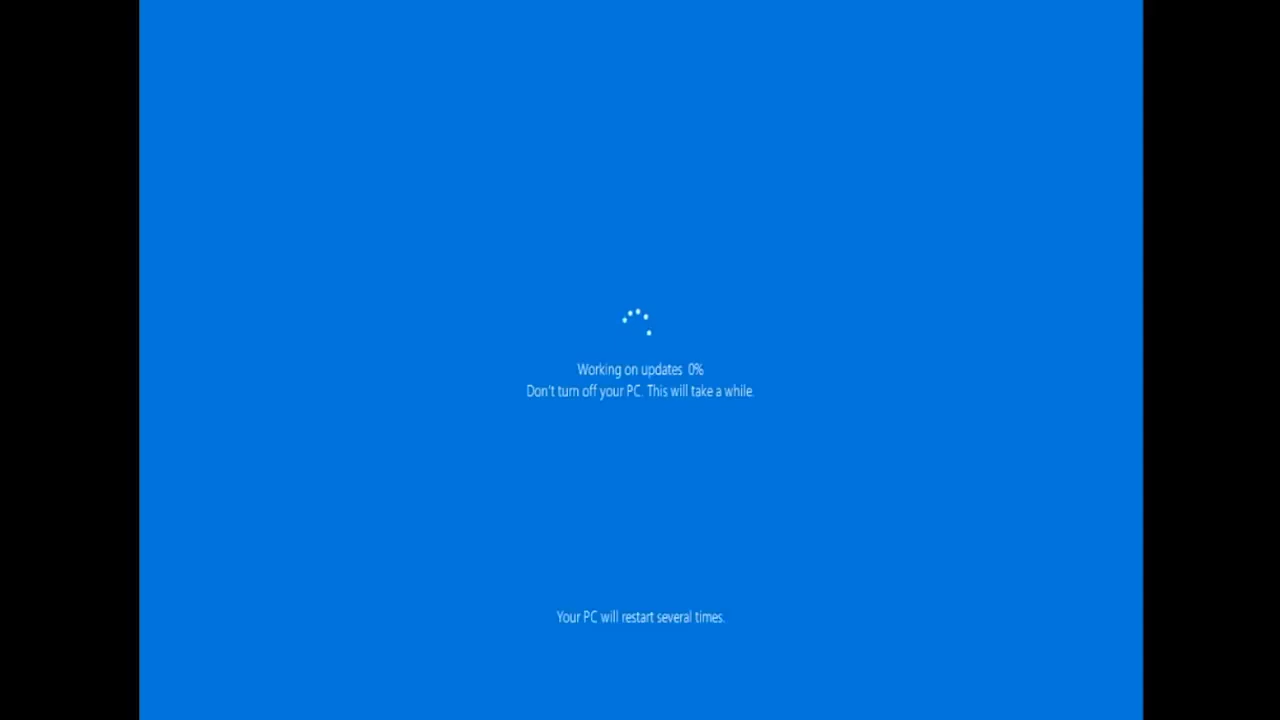 Working on updates 0%
Don't turn off your PC. This will take a while.
Your PC will restart several times.